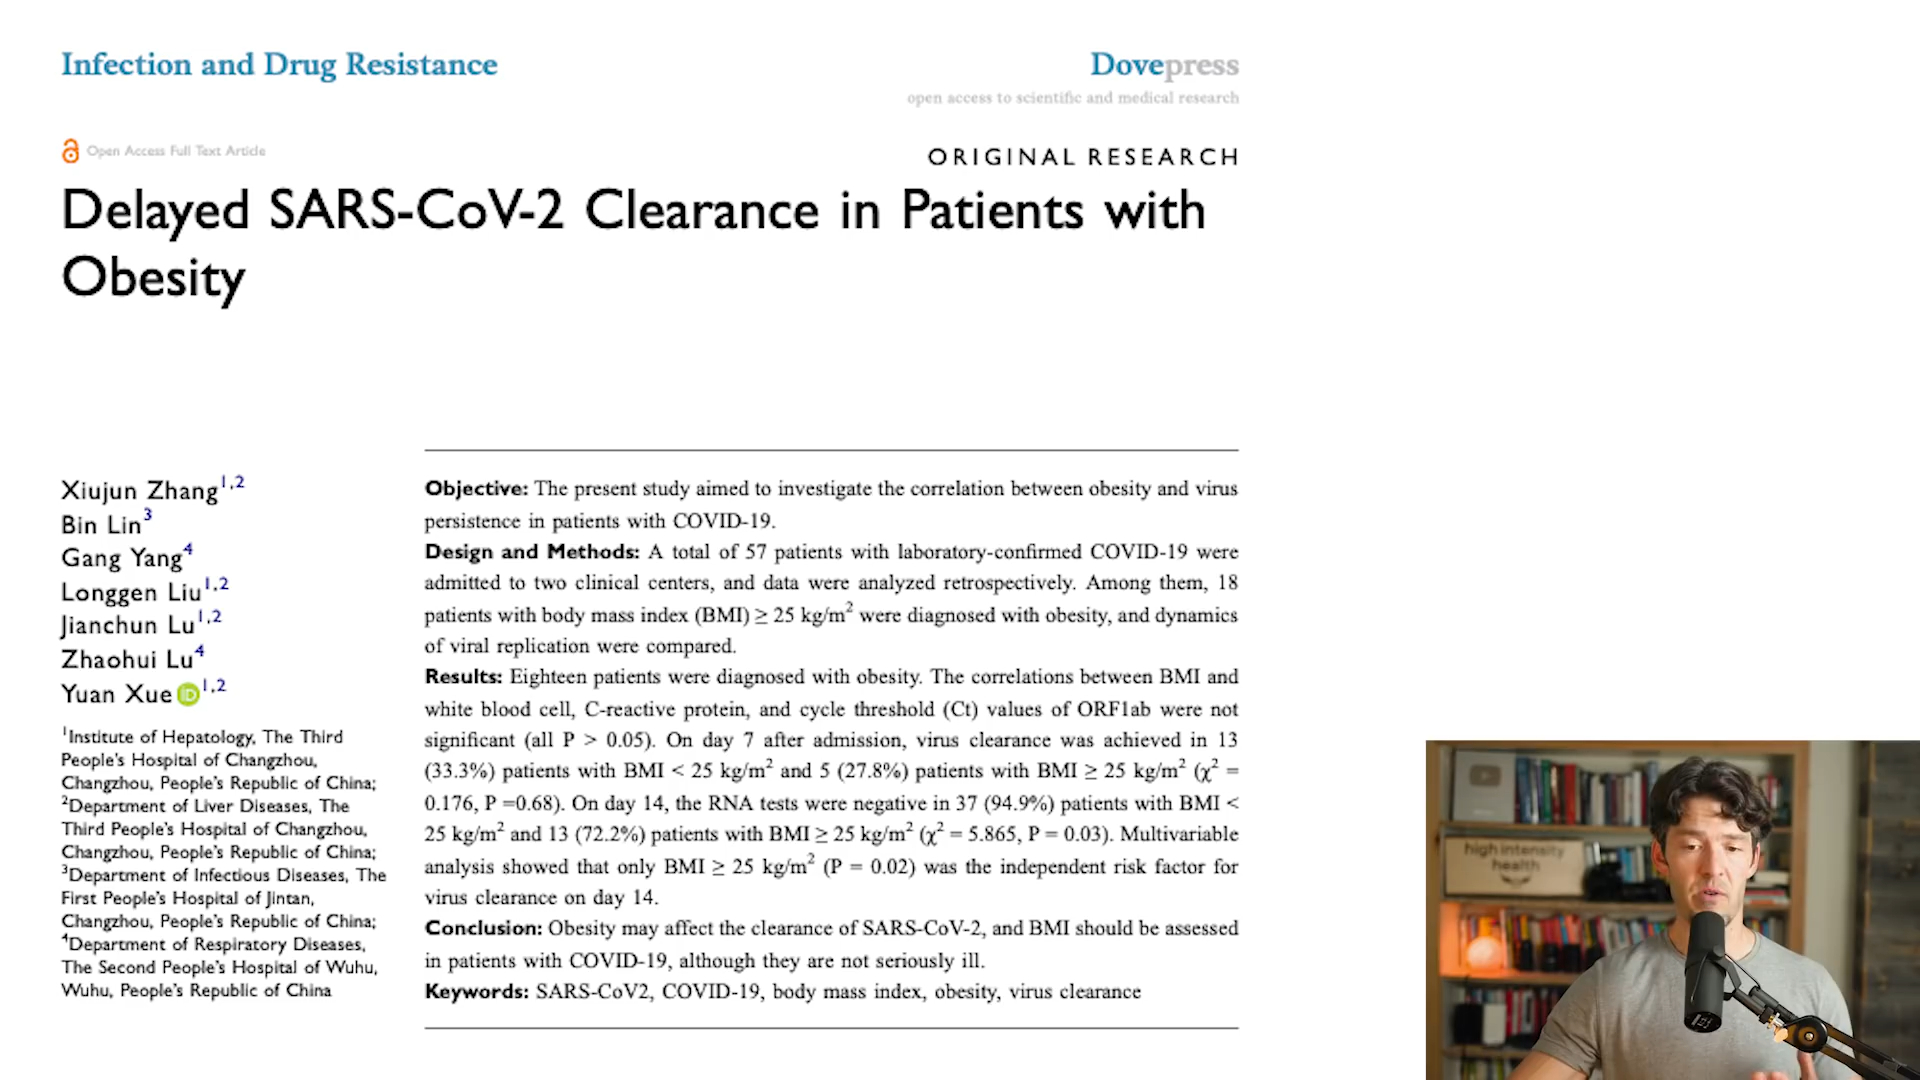 Infection and Drug Resistance
Dovepress
open access to scientific and medical research
Open Access Full Text Article
ORIGINAL RESEARCH
Delayed SARS-CoV-2 Clearance in Patients with
Obesity
Xiujun Zhang1,2
Bin Lin3
Gang Yang4
Longgen Liu1,2
Jianchun Lu1,2
Zhaohui Lu4
Yuan Xue iD 1,2
1Institute of Hepatology, The Third
People's Hospital of Changzhou,
Changzhou, People's Republic of China;
2Department of Liver Diseases, The
Third People's Hospital of Changzhou,
Changzhou, People's Republic of China;
3Department of Infectious Diseases, The
First People's Hospital of Jintan,
Changzhou, People's Republic of China;
4Department of Respiratory Diseases,
The Second People's Hospital of Wuhu,
Wuhu, People's Republic of China
Objective: The present study aimed to investigate the correlation between obesity and virus
persistence in patients with COVID-19.
Design and Methods: A total of 57 patients with laboratory-confirmed COVID-19 were
admitted to two clinical centers, and data were analyzed retrospectively. Among them, 18
patients with body mass index (BMI) ≥ 25 kg/m2 were diagnosed with obesity, and dynamics
of viral replication were compared.
Results: Eighteen patients were diagnosed with obesity. The correlations between BMI and
white blood cell, C-reactive protein, and cycle threshold (Ct) values of ORF1ab were not
significant (all P > 0.05). On day 7 after admission, virus clearance was achieved in 13
(33.3%) patients with BMI < 25 kg/m2 and 5 (27.8%) patients with BMI ≥ 25 kg/m2 (χ2 =
0.176, P =0.68). On day 14, the RNA tests were negative in 37 (94.9%) patients with BMI <
25 kg/m2 and 13 (72.2%) patients with BMI ≥ 25 kg/m2 (χ2 = 5.865, P = 0.03). Multivariable
analysis showed that only BMI ≥ 25 kg/m2 (P = 0.02) was the independent risk factor for
virus clearance on day 14.
Conclusion: Obesity may affect the clearance of SARS-CoV-2, and BMI should be assessed
in patients with COVID-19, although they are not seriously ill.
Keywords: SARS-CoV2, COVID-19, body mass index, obesity, virus clearance
high intensity
health